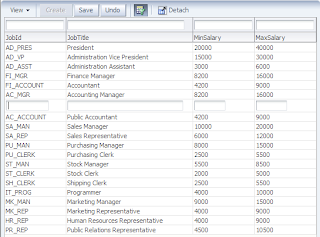 View Create Save Undo Detach
JobId JobTitle MinSalary MaxSalary
AD_PRES President 20000 40000
AD_VP Administration Vice President 15000 30000
AD_ASST Administration Assistant 3000 6000
FI_MGR Finance Manager 8200 16000
FI_ACCOUNT Accountant 4200 9000
AC_MGR Accounting Manager 8200 16000
AC_ACCOUNT Public Accountant 4200 9000
SA_MAN Sales Manager 10000 20000
SA_REP Sales Representative 6000 12000
PU_MAN Purchasing Manager 8000 15000
PU_CLERK Purchasing Clerk 2500 5500
ST_MAN Stock Manager 5500 8500
ST_CLERK Stock Clerk 2000 5000
SH_CLERK Shipping Clerk 2500 5500
IT_PROG Programmer 4000 10000
MK_MAN Marketing Manager 9000 15000
MK_REP Marketing Representative 4000 9000
HR_REP Human Resources Representative 4000 9000
PR_REP Public Relations Representative 4500 10500